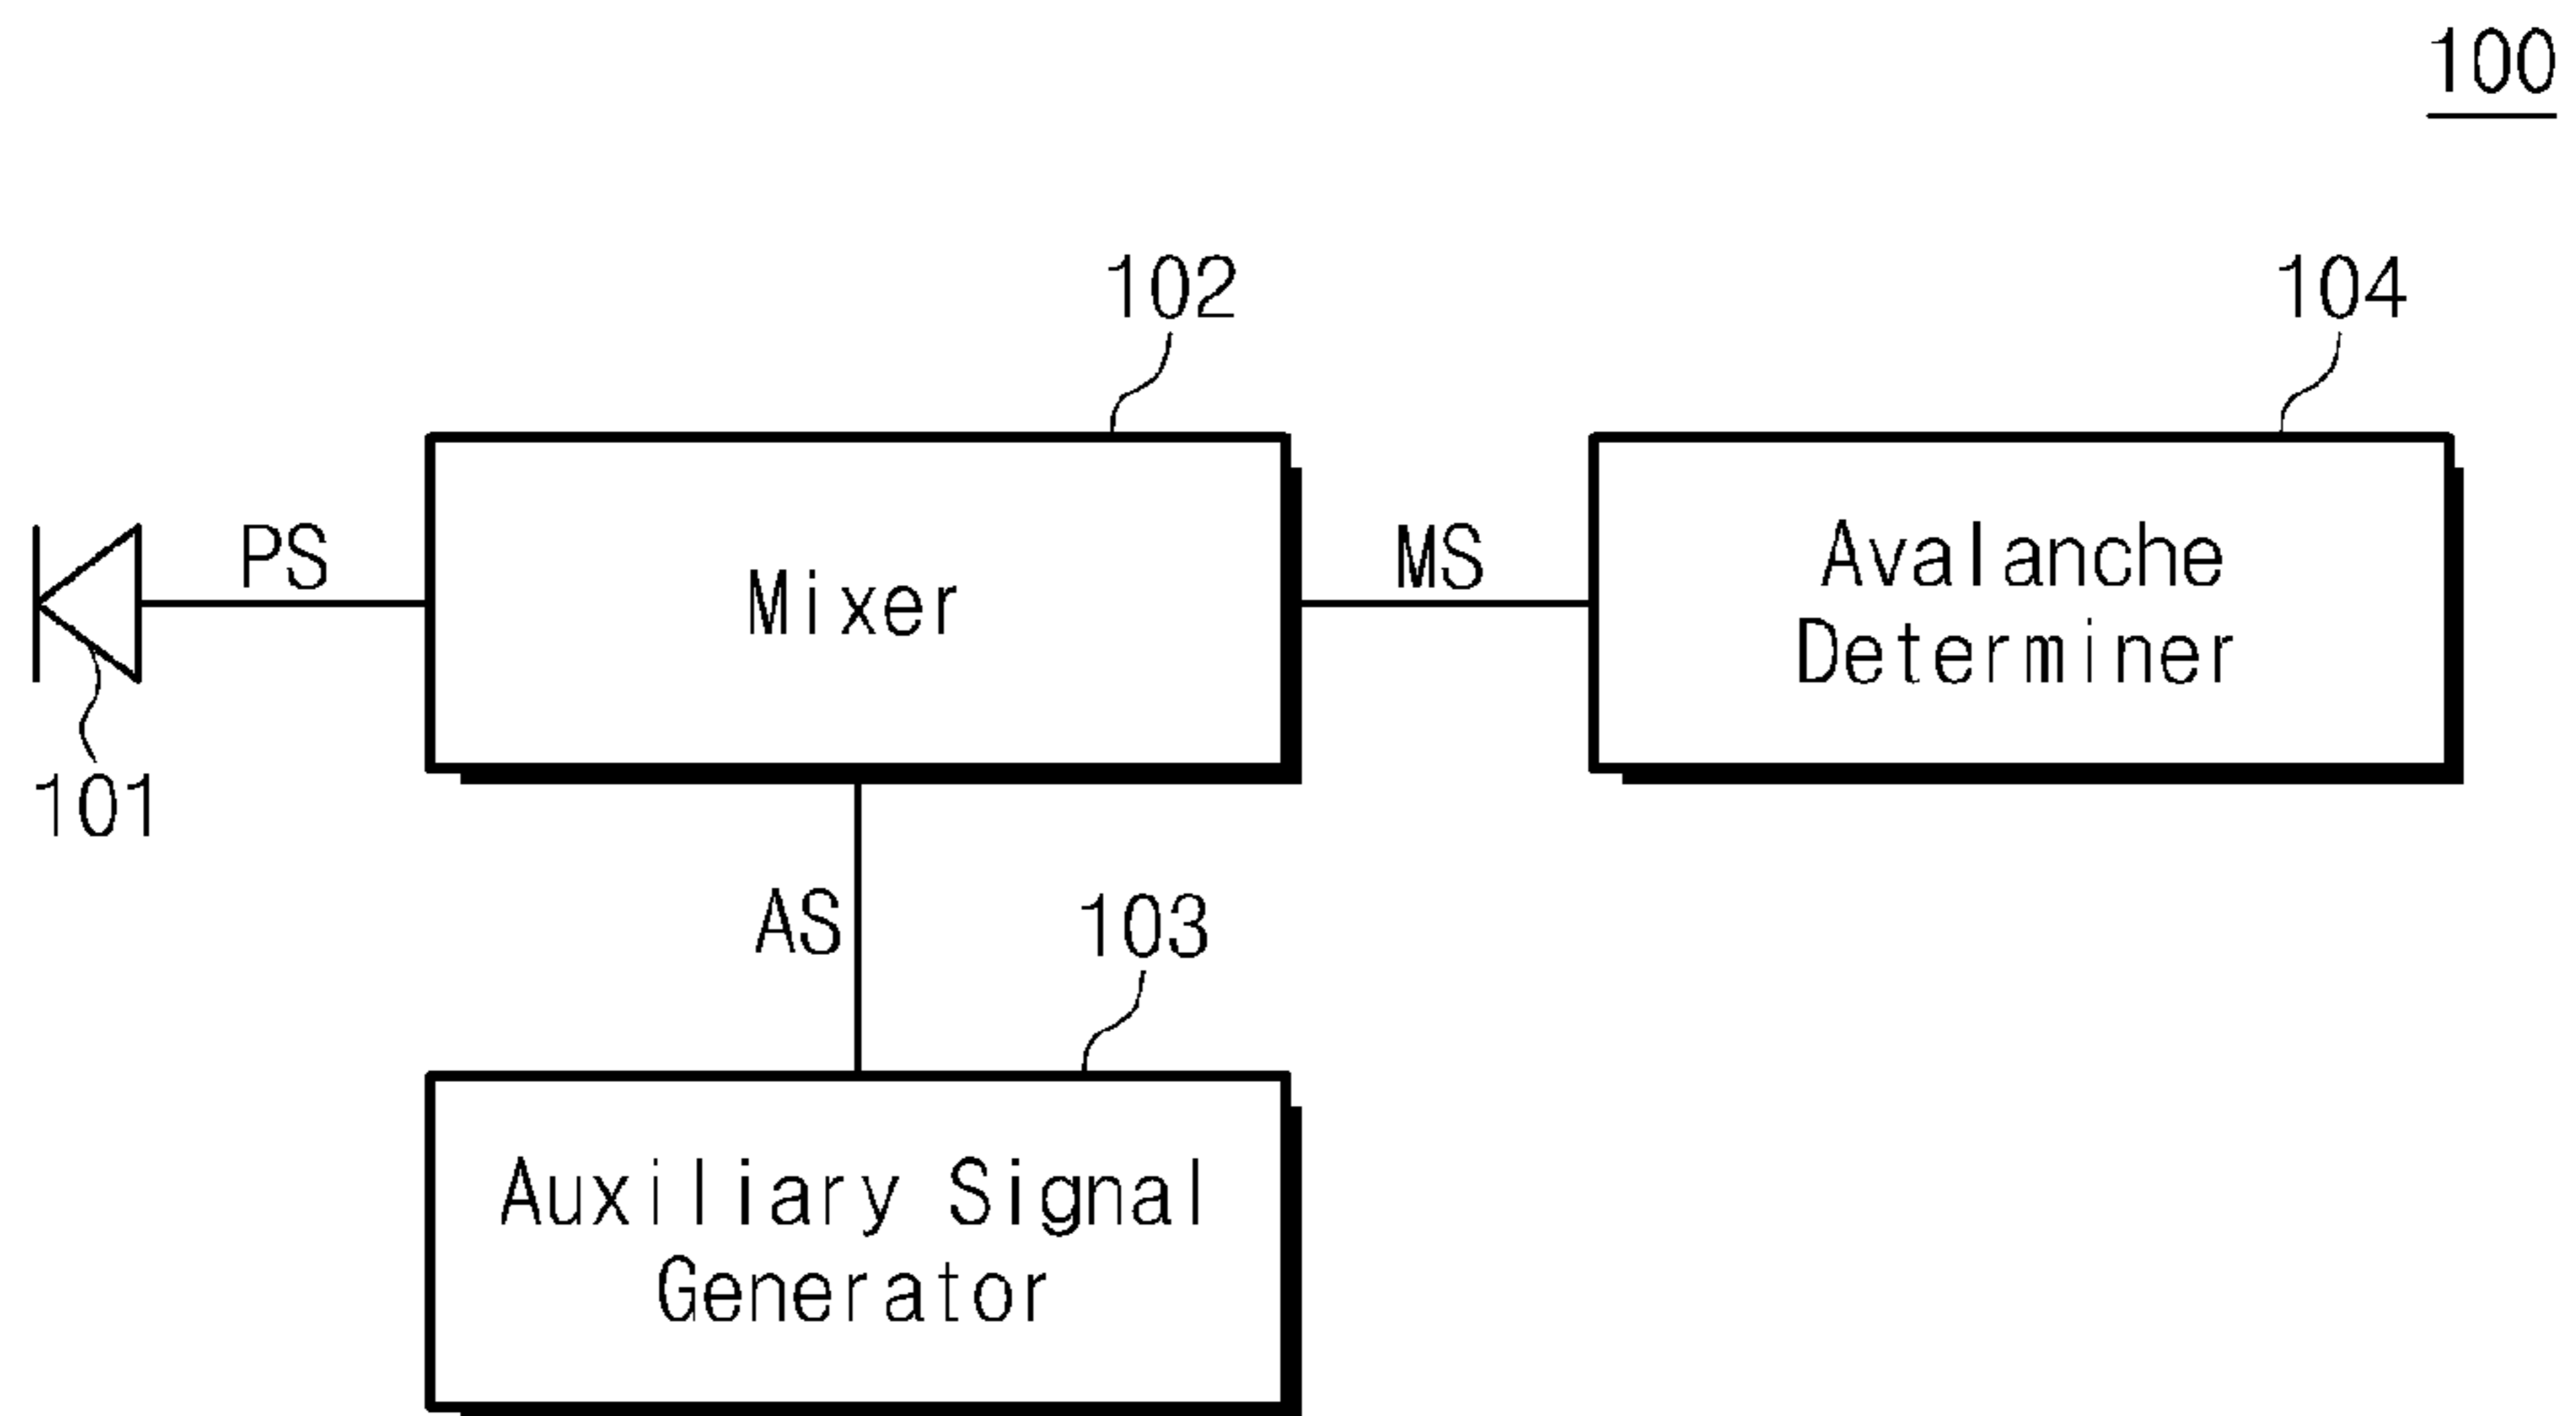 100
102
104
PS
Mixer
MS
Avalanche
Determiner
101
AS
103
Auxiliary Signal
Generator